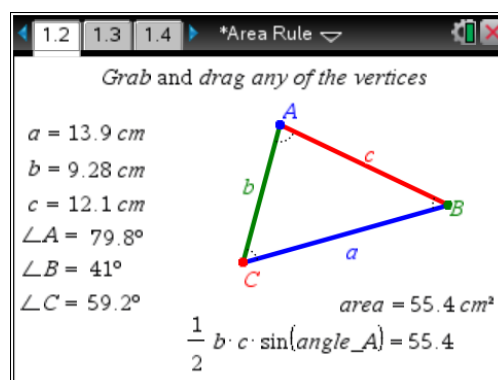 1.2 1.3 1.4 *Area Rule
Grab and drag any of the vertices
a = 13.9 cm
b = 9.28 cm
c = 12.1 cm
∠A = 79.8°
∠B = 41°
∠C = 59.2°
A
c
b
B
a
C
area = 55.4 cm²
1/2 b· c· sin(angle_A) = 55.4